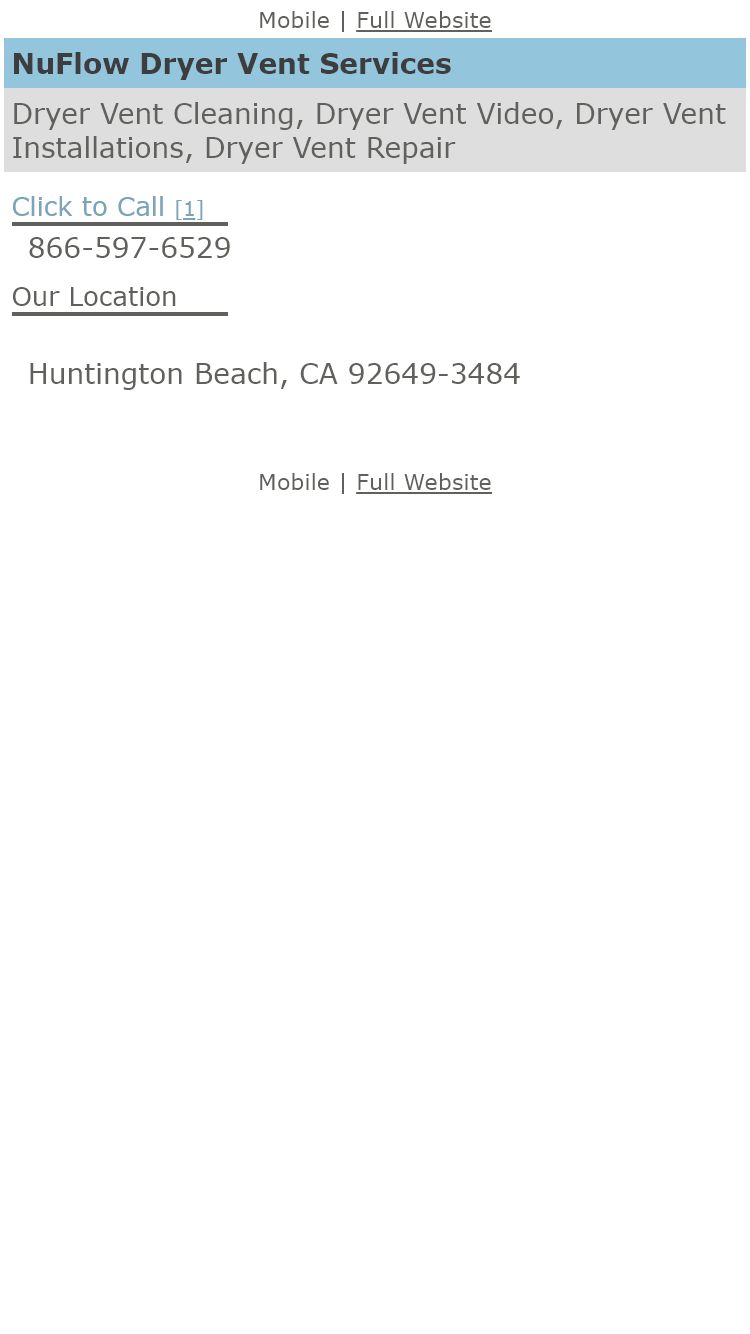 Mobile | Full Website
NuFlow Dryer Vent Services
Dryer Vent Cleaning, Dryer Vent Video, Dryer Vent
Installations, Dryer Vent Repair
Click to Call [1]
866-597-6529
Our Location
Huntington Beach, CA 92649-3484
Mobile | Full Website